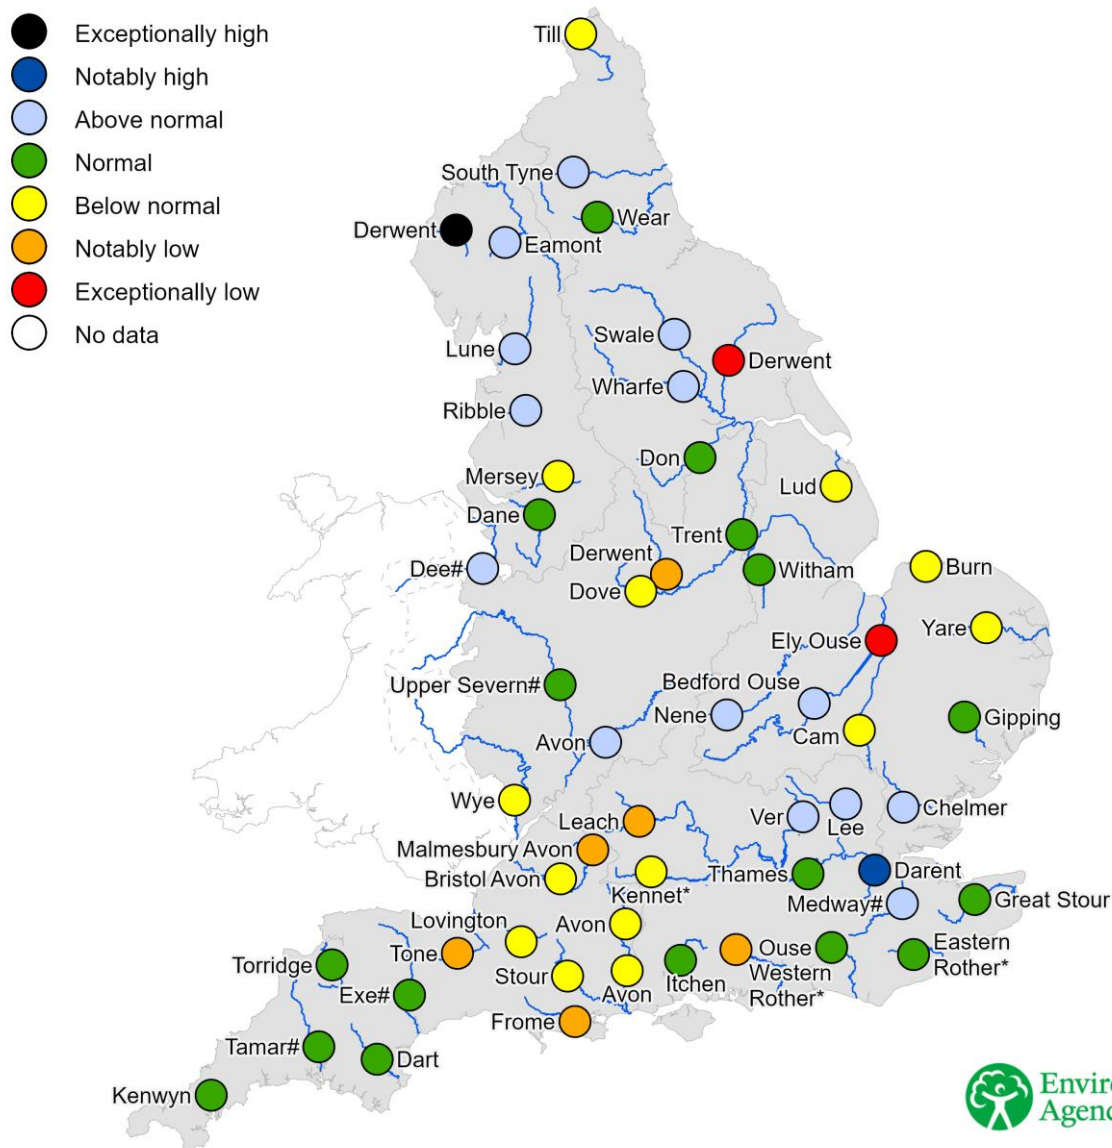 Exceptionally high
Notably high
Above normal
Normal
Below normal
Notably low
Exceptionally low
No data
Till
South Tyne
Wear
Derwent
Eamont
Swale
Lune
Derwent
Wharfe
Ribble
Don
Mersey
Lud
Dane
Trent
Derwent
Dee#
Witham
Burn
Dove
Yare
Ely Ouse
Bedford Ouse
Upper Severn#
Nene
Gipping
Cam
Avon
Wye
Chelmer
Ver
Lee
Leach
Malmesbury Avon
Thames
Darent
Bristol Avon
Kennet*
Medway#
Great Stour
Lovington
Avon
Tone
Ouse
Eastern
Rother*
Torridge
Stour
Avon
Itchen
Western
Rother*
Exe#
Frome
Tamar#
Dart
Kenwyn
Enviro
Agenc